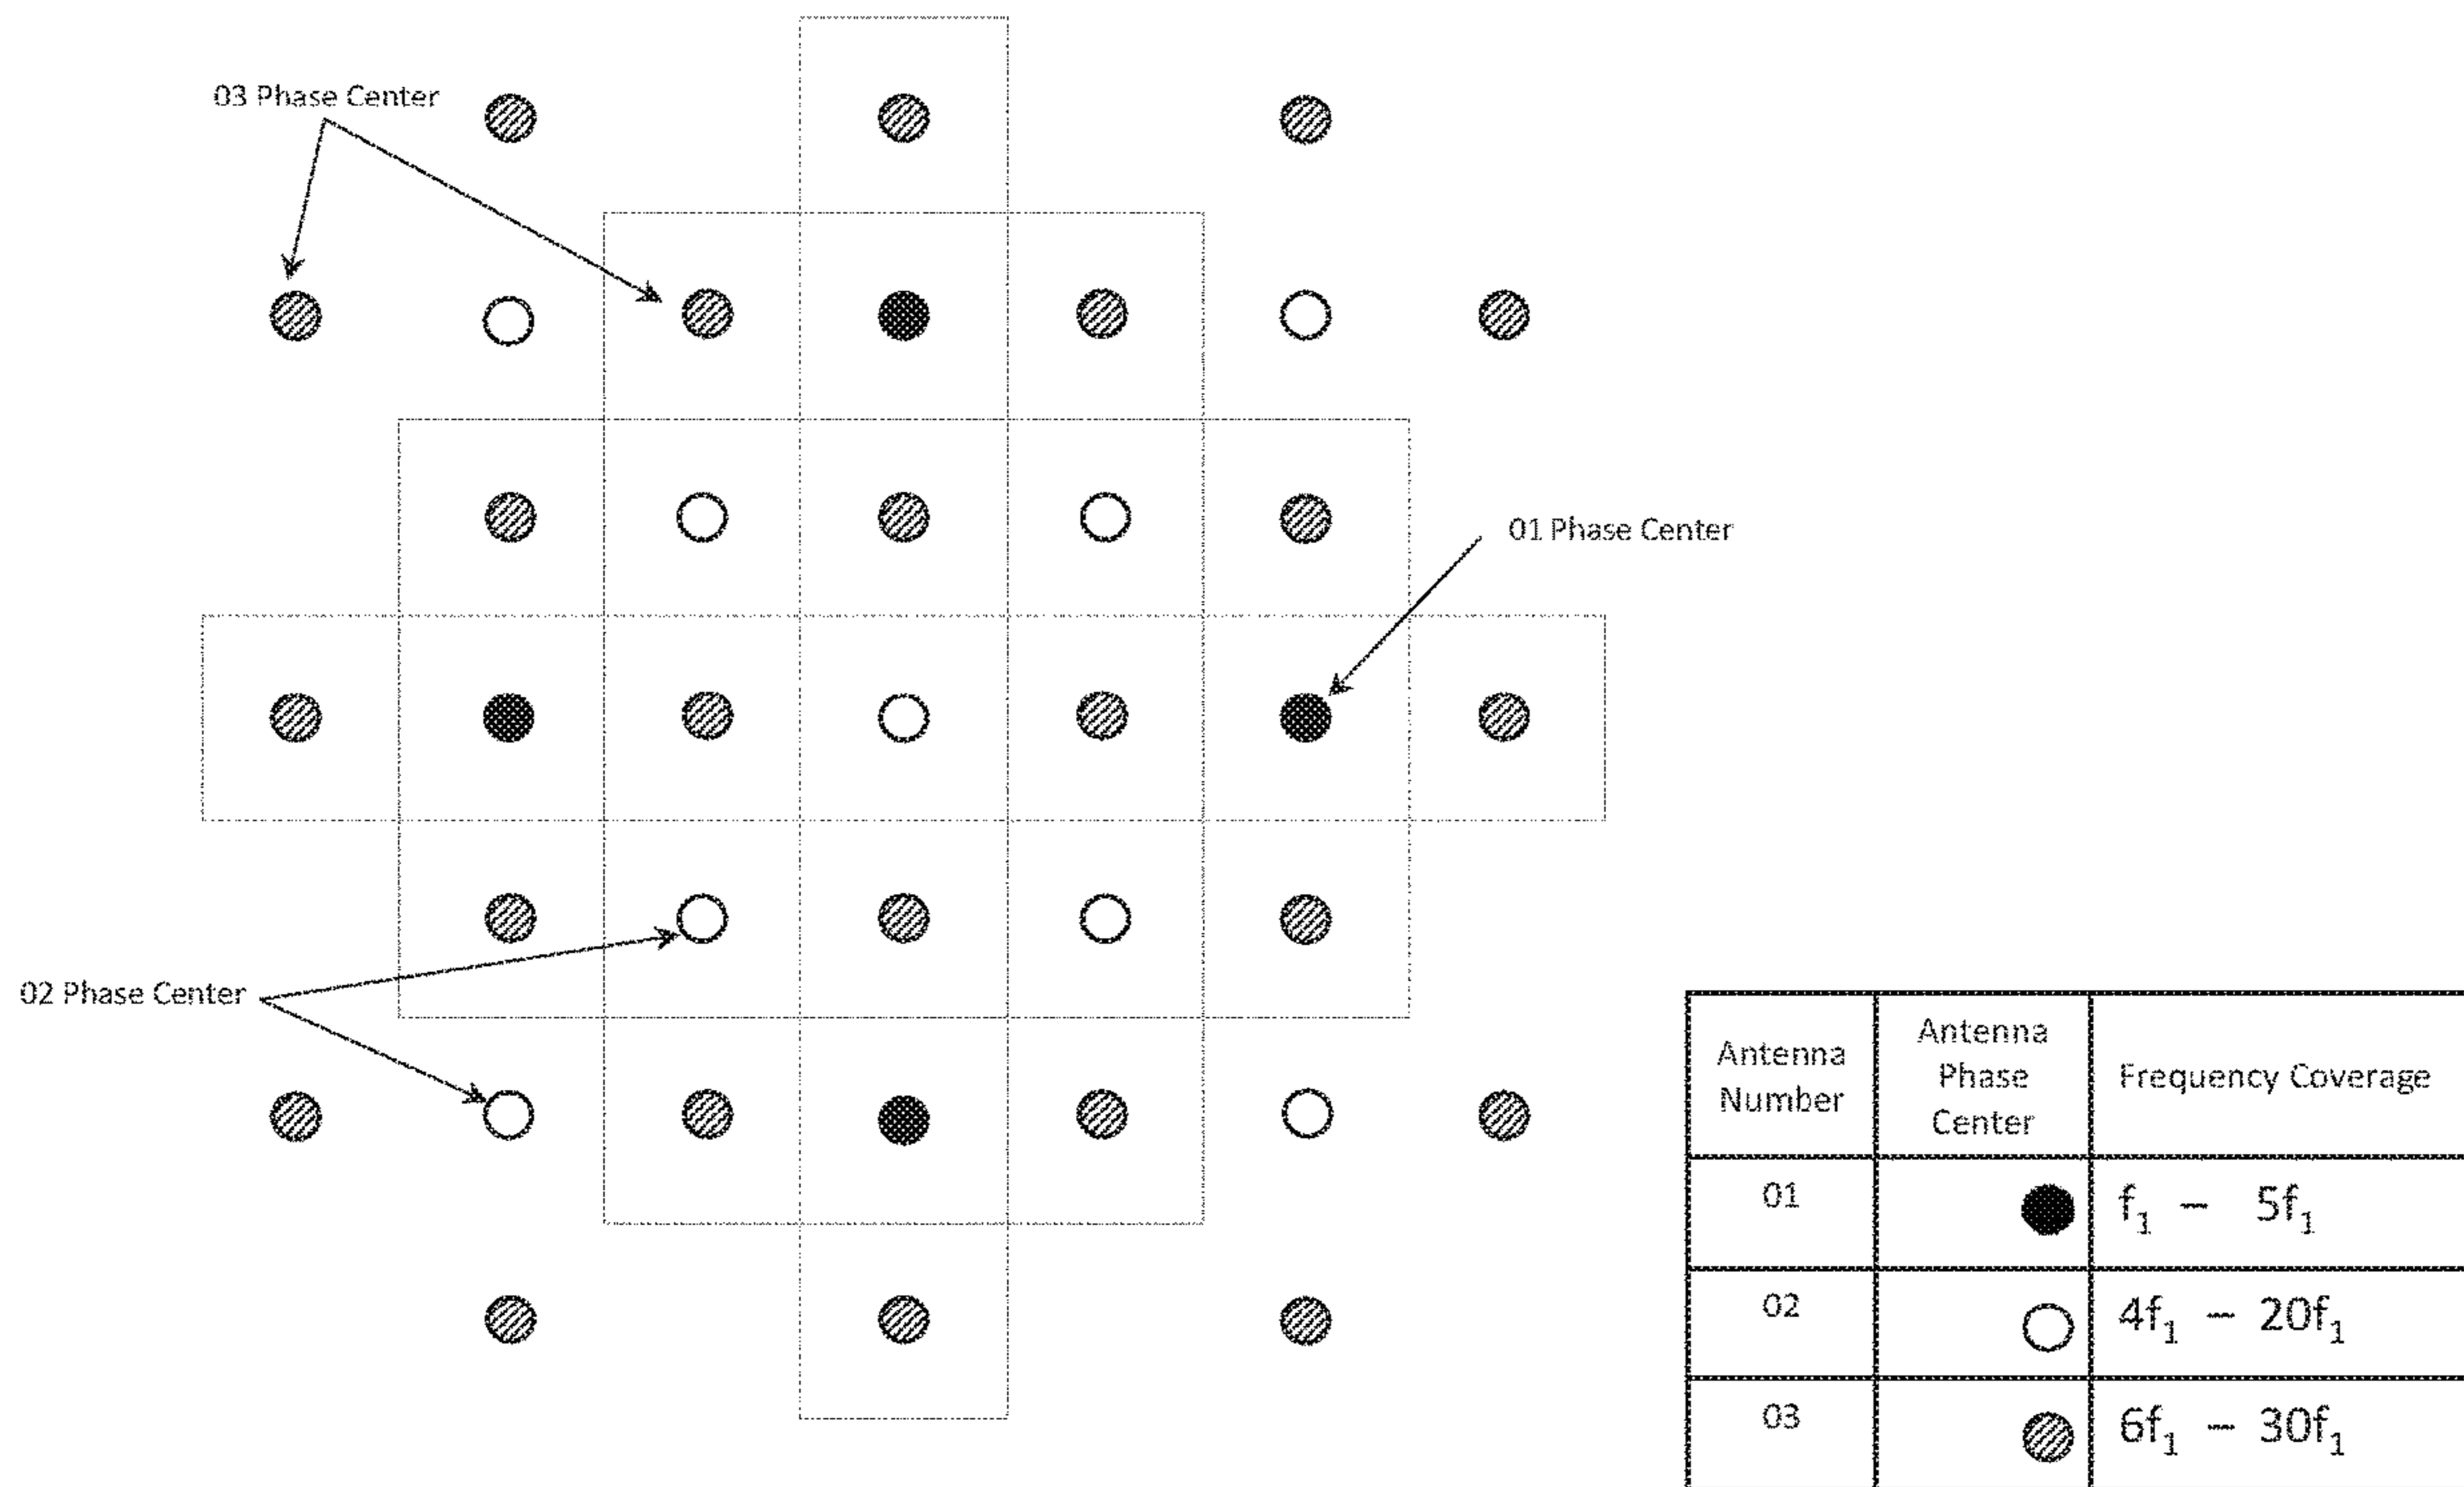 03 Phase Center
01 Phase Center
02 Phase Center
Antenna
Number
Antenna
Phase
Center
Frequency Coverage
01
f₁ – 5f₁
02
4f₁ – 20f₁
03
6f₁ – 30f₁